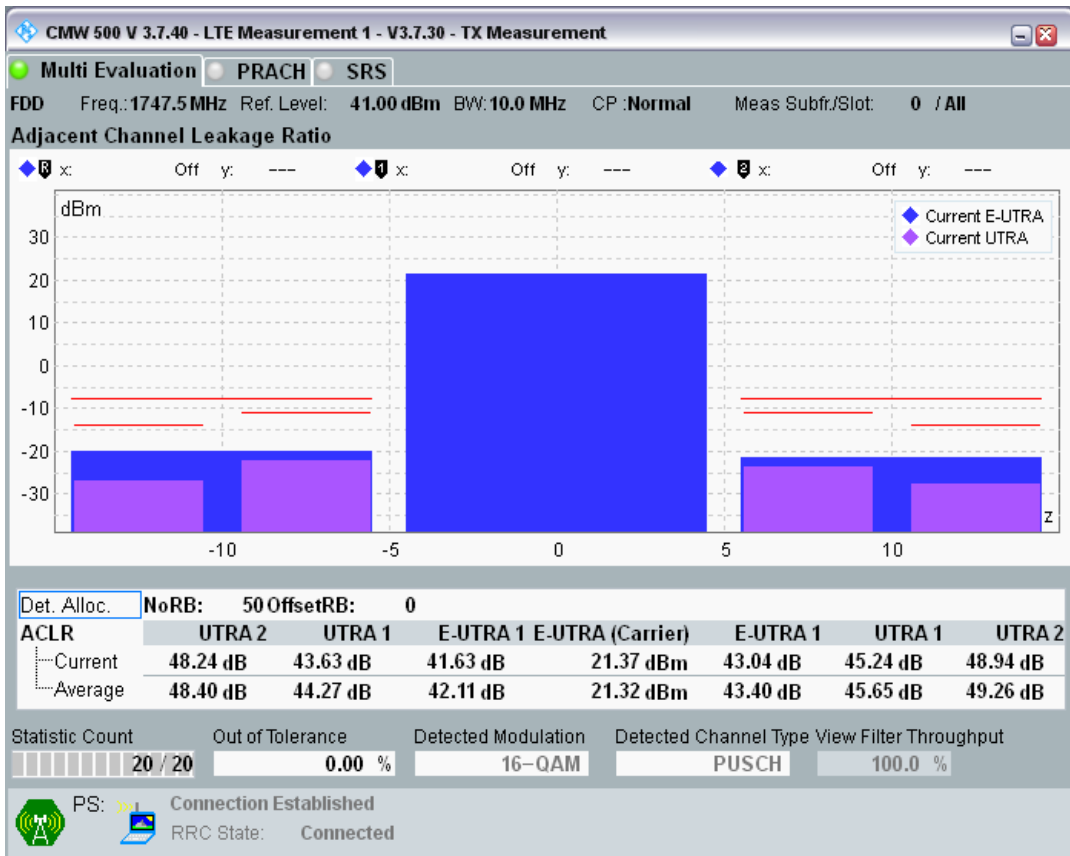 CMW 500 V 3.7.40 - LTE Measurement 1 - V3.7.30 - TX Measurement
Multi Evaluation PRACH SRS
FDD Freq.:1747.5 MHz Ref. Level: 41.00 dBm BW:10.0 MHz CP :Normal Meas Subfr./Slot: 0 / All
Adjacent Channel Leakage Ratio
R x: Off y: --- 1 x: Off y: --- 2 x: Off y: ---
dBm
Current E-UTRA
Current UTRA
30
20
10
0
-10
-20
-30
z
-10 -5 0 5 10
Det. Alloc. NoRB: 50 OffsetRB: 0
ACLR UTRA 2 UTRA 1 E-UTRA 1 E-UTRA (Carrier) E-UTRA 1 UTRA 1 UTRA 2
Current 48.24 dB 43.63 dB 41.63 dB 21.37 dBm 43.04 dB 45.24 dB 48.94 dB
Average 48.40 dB 44.27 dB 42.11 dB 21.32 dBm 43.40 dB 45.65 dB 49.26 dB
Statistic Count Out of Tolerance Detected Modulation Detected Channel Type View Filter Throughput
20 / 20 0.00 % 16-QAM PUSCH 100.0 %
PS: Connection Established
RRC State: Connected